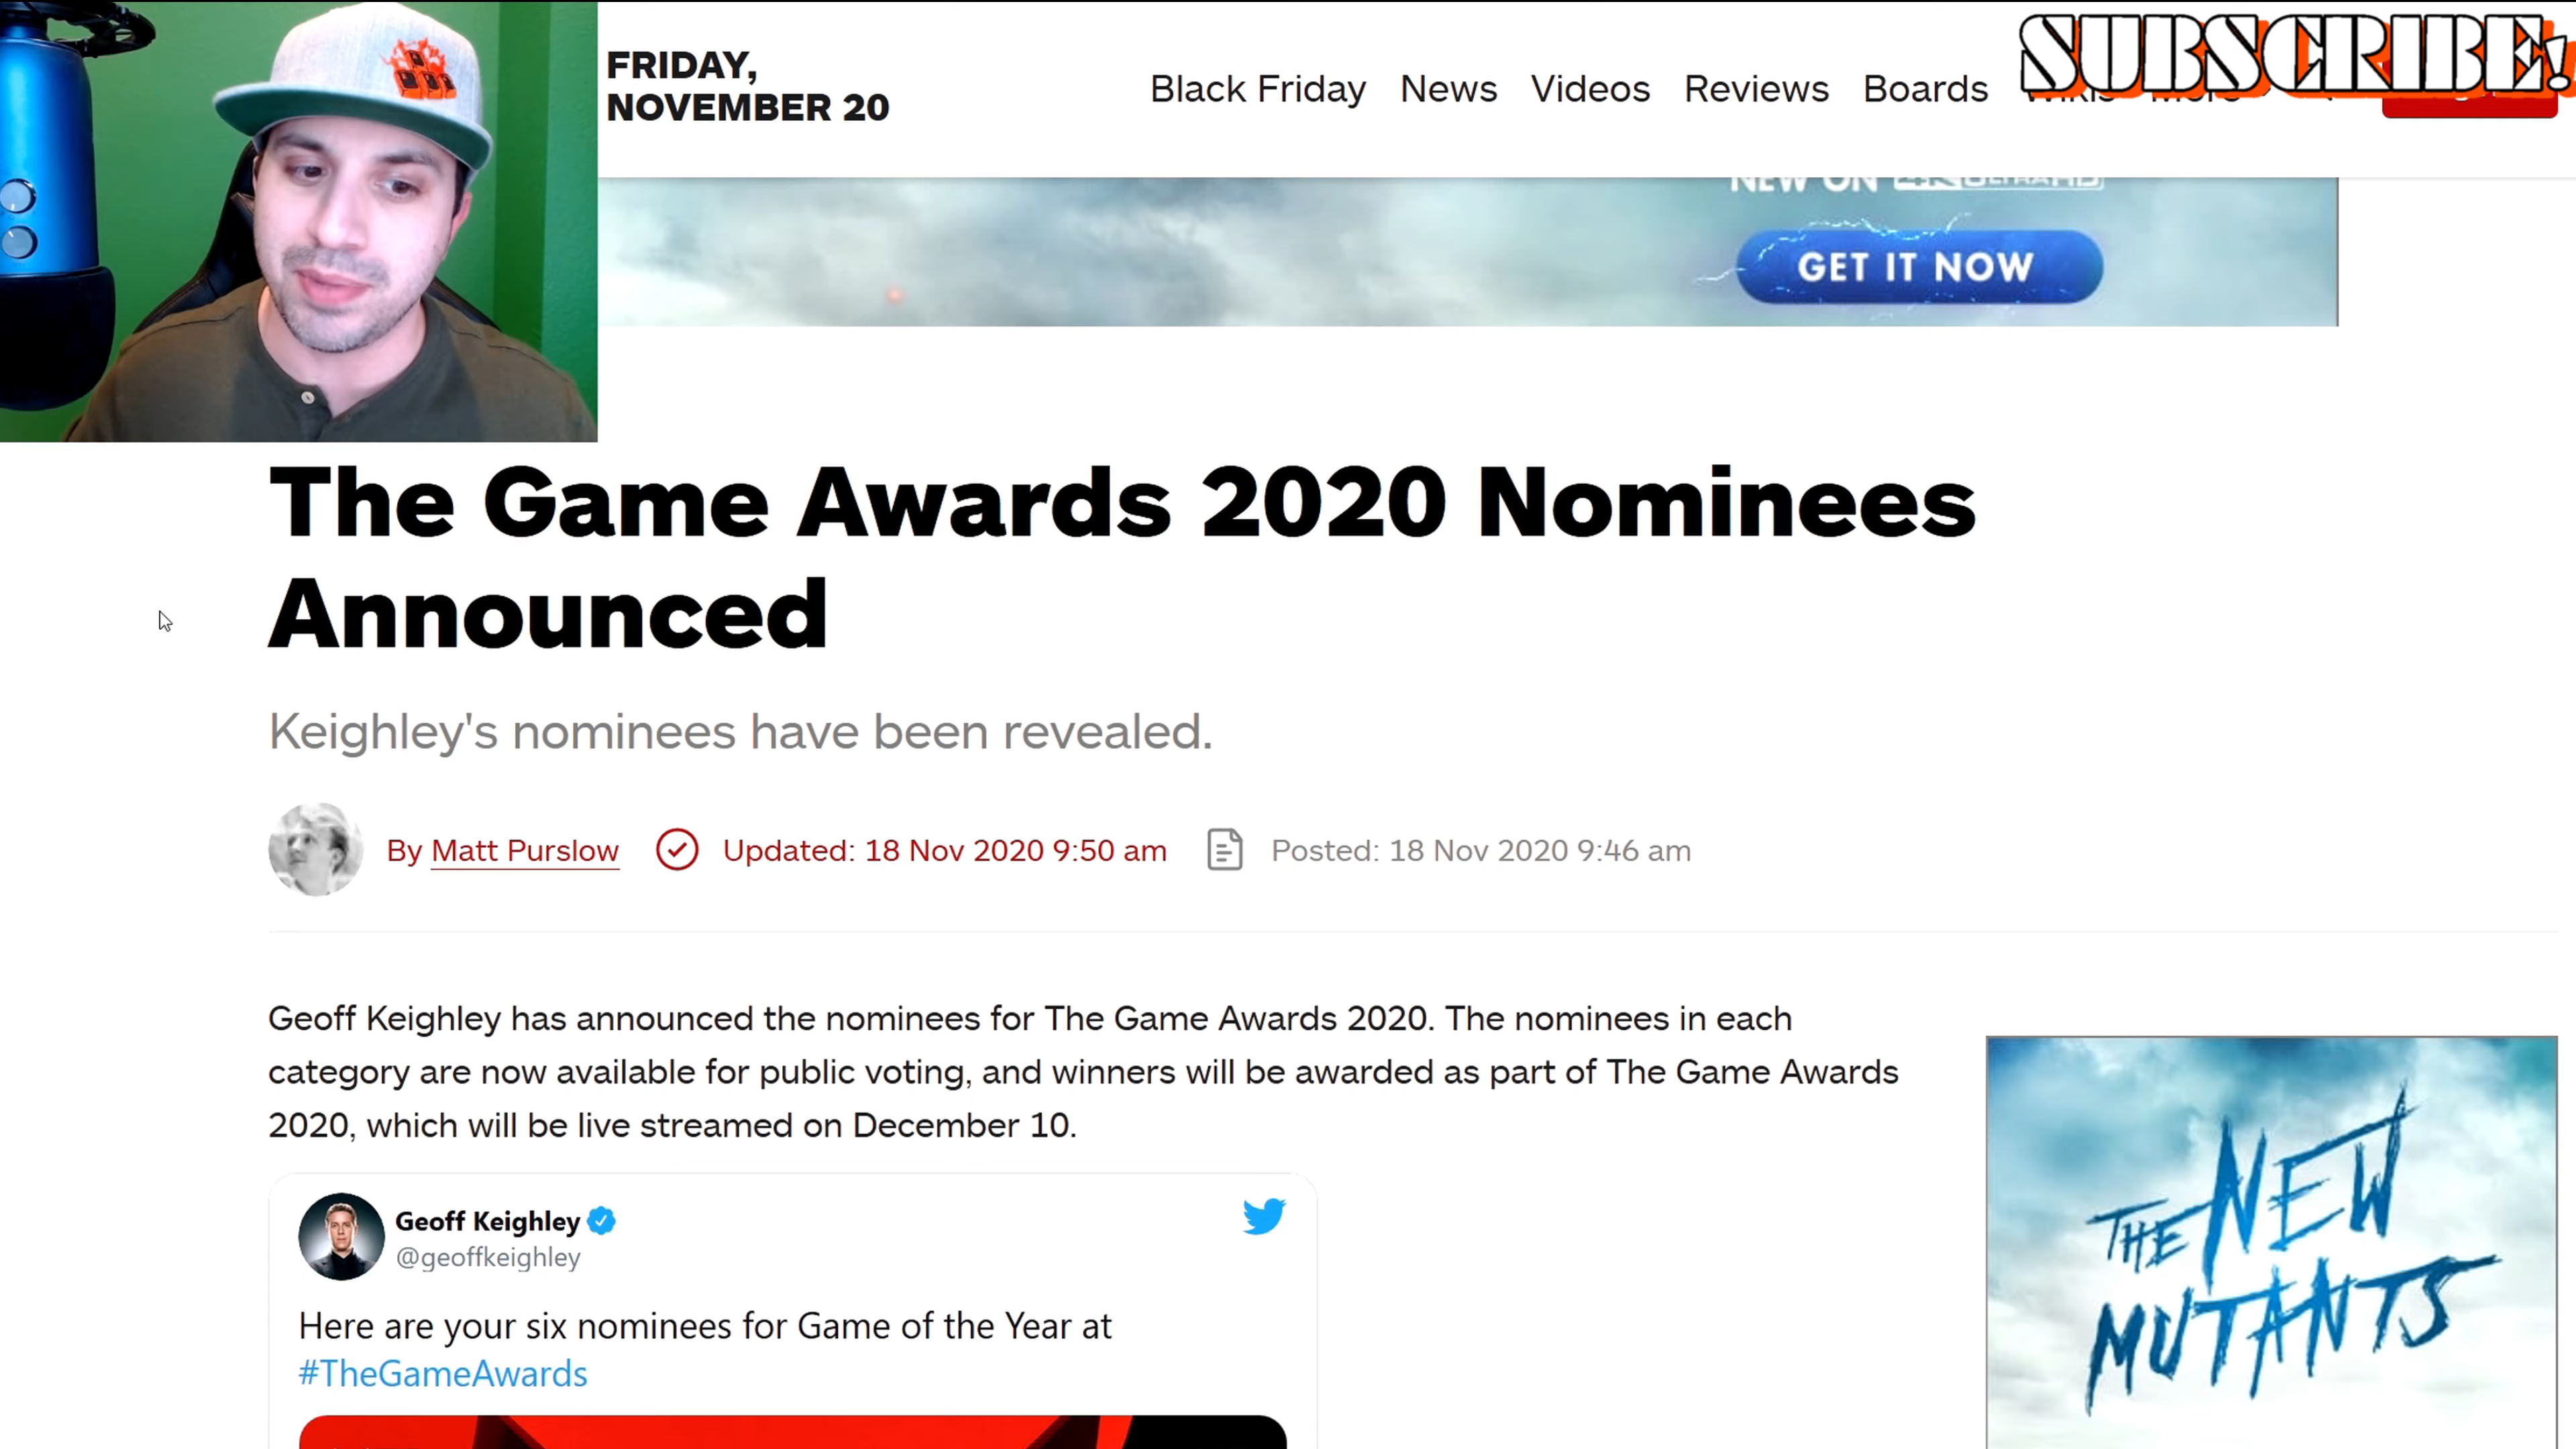 FRIDAY,
NOVEMBER 20
Black Friday News Videos Reviews Boards
SUBSCRIBE!
NEW ON 4K ULTRA HD
GET IT NOW
The Game Awards 2020 Nominees
Announced
Keighley's nominees have been revealed.
By Matt Purslow Updated: 18 Nov 2020 9:50 am Posted: 18 Nov 2020 9:46 am
Geoff Keighley has announced the nominees for The Game Awards 2020. The nominees in each
category are now available for public voting, and winners will be awarded as part of The Game Awards
2020, which will be live streamed on December 10.
Geoff Keighley
@geoffkeighley
Here are your six nominees for Game of the Year at
#TheGameAwards
THE NEW
MUTANTS